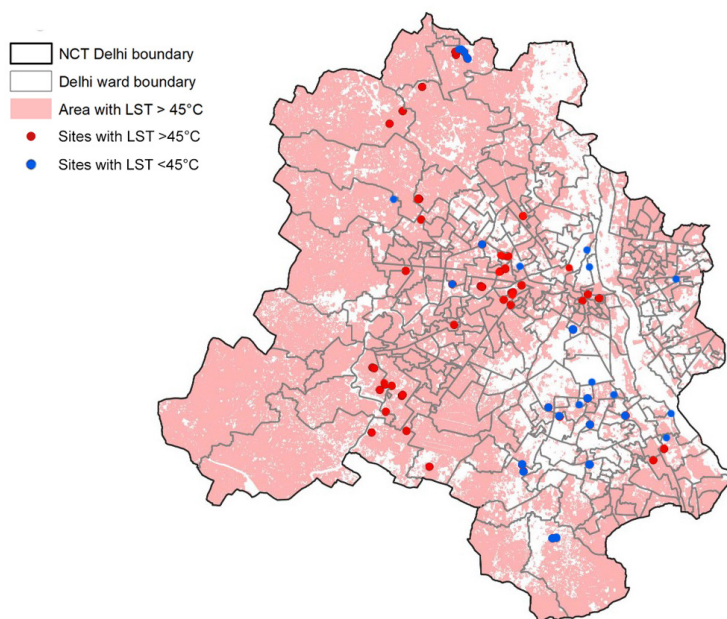 NCT Delhi boundary
Delhi ward boundary
Area with LST > 45°C
Sites with LST >45°C
Sites with LST <45°C